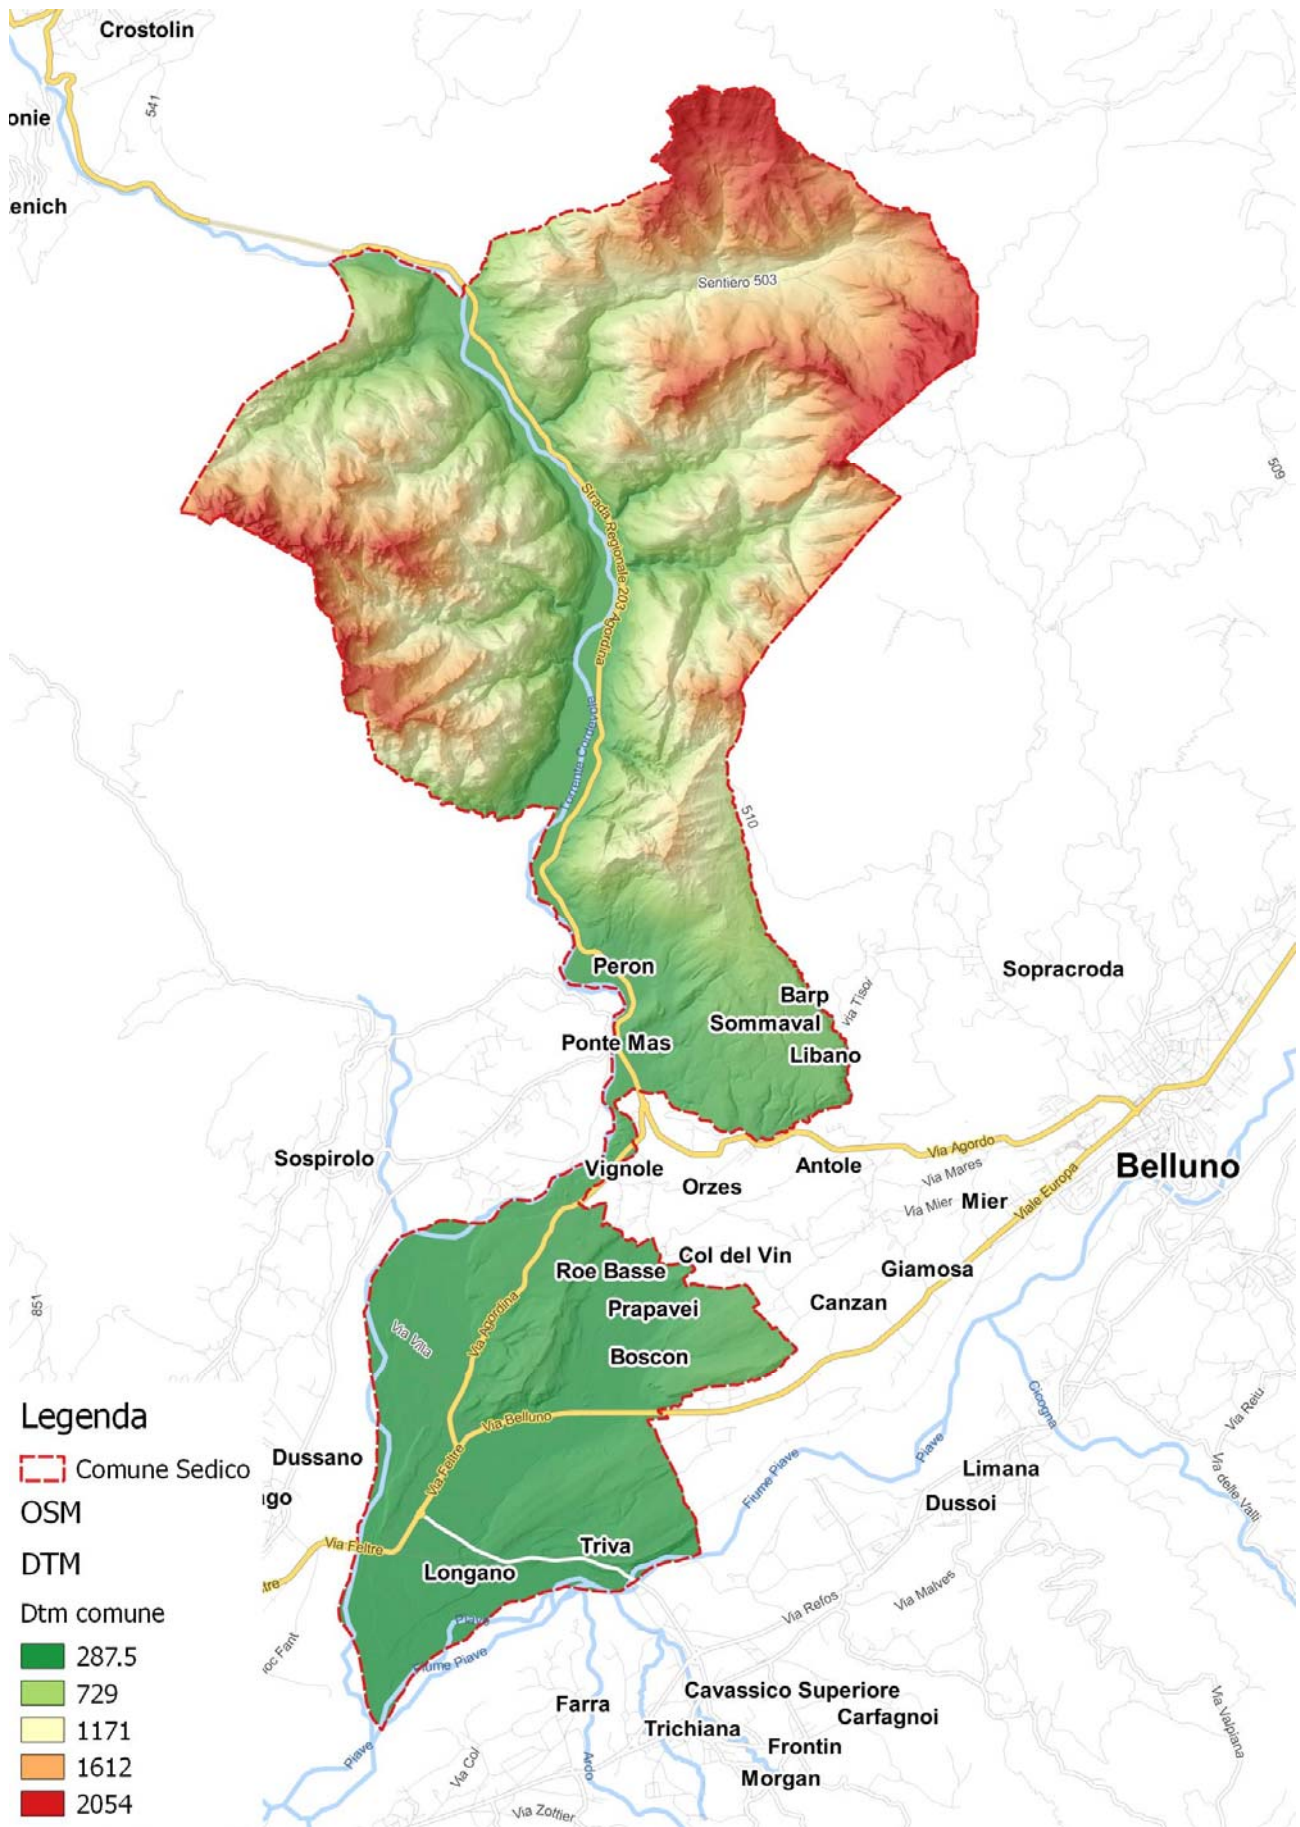 Crostolin
541
onie
enich
Sentiero 503
509
Strada Regionale 203 Agordina
510
Peron
Sopracroda
Barp
via Tisoi
Sommaval
Ponte Mas
Libano
Sospirolo
Vignole
Orzes
Antole
Via Agordo
Via Mares
Belluno
Via Mier
Mier
Viale Europa
Roe Basse
Col del Vin
Giamosa
851
Prapavei
Canzan
Via Villa
Via Agordina
Boscon
Cicogna
Via Reiu
Legenda
Via Belluno
Comune Sedico
Dussano
Via Feltre
Fiume Piave
Piave
Limana
Via delle Valli
ago
Dussoi
OSM
DTM
Via Feltre
Triva
Longano
Via Malves
Via Refos
Dtm comune
Piave
Fiume Piave
287.5
729
1171
1612
2054
Farra
Cavassico Superiore
Carfagnoi
Trichiana
Frontin
Morgan
Piave
Via Col
Ardo
Via Valpiana
Via Zottier